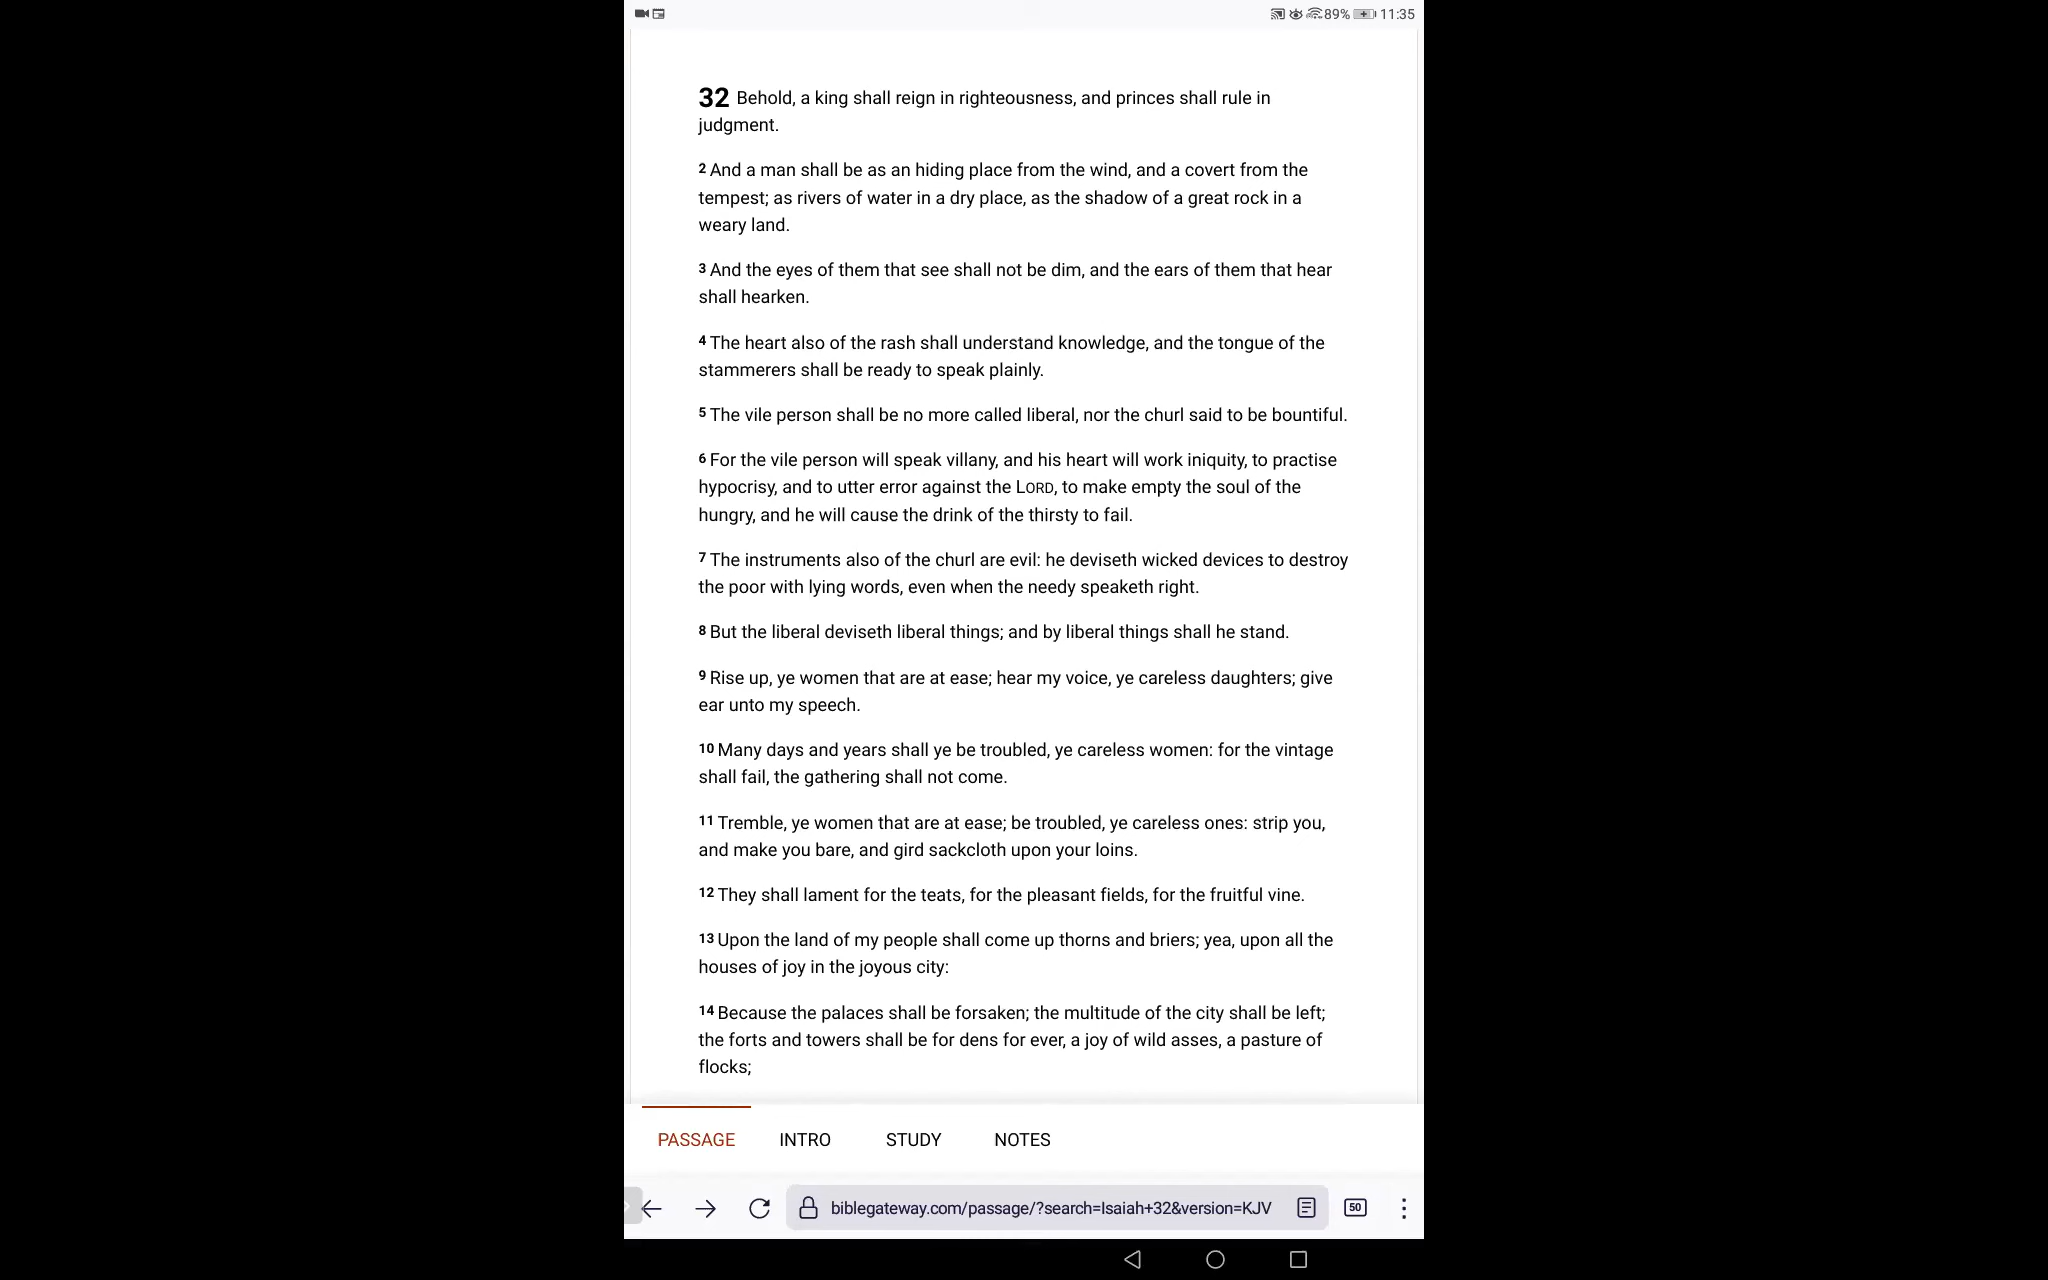 89% 11:35
32 Behold, a king shall reign in righteousness, and princes shall rule in
judgment.
2 And a man shall be as an hiding place from the wind, and a covert from the
tempest; as rivers of water in a dry place, as the shadow of a great rock in a
weary land.
3 And the eyes of them that see shall not be dim, and the ears of them that hear
shall hearken.
4 The heart also of the rash shall understand knowledge, and the tongue of the
stammerers shall be ready to speak plainly.
5 The vile person shall be no more called liberal, nor the churl said to be bountiful.
6 For the vile person will speak villany, and his heart will work iniquity, to practise
hypocrisy, and to utter error against the LORD, to make empty the soul of the
hungry, and he will cause the drink of the thirsty to fail.
7 The instruments also of the churl are evil: he deviseth wicked devices to destroy
the poor with lying words, even when the needy speaketh right.
8 But the liberal deviseth liberal things; and by liberal things shall he stand.
9 Rise up, ye women that are at ease; hear my voice, ye careless daughters; give
ear unto my speech.
10 Many days and years shall ye be troubled, ye careless women: for the vintage
shall fail, the gathering shall not come.
11 Tremble, ye women that are at ease; be troubled, ye careless ones: strip you,
and make you bare, and gird sackcloth upon your loins.
12 They shall lament for the teats, for the pleasant fields, for the fruitful vine.
13 Upon the land of my people shall come up thorns and briers; yea, upon all the
houses of joy in the joyous city:
14 Because the palaces shall be forsaken; the multitude of the city shall be left;
the forts and towers shall be for dens for ever, a joy of wild asses, a pasture of
flocks;
PASSAGE INTRO STUDY NOTES
biblegateway.com/passage/?search=Isaiah+32&version=KJV 50